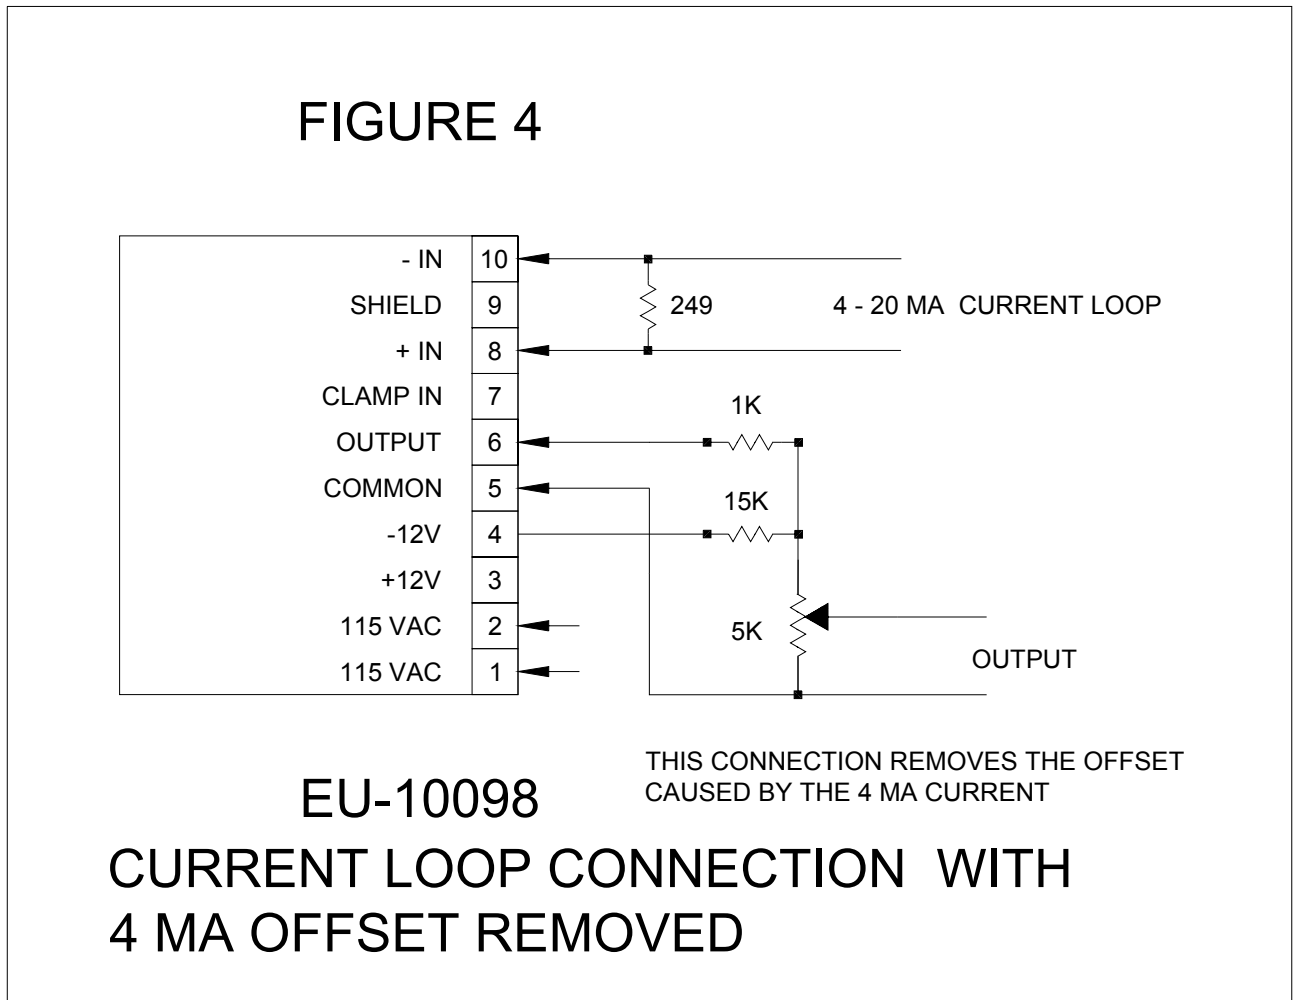 FIGURE 4
- IN 10
SHIELD 9
249
4 - 20 MA CURRENT LOOP
+ IN 8
CLAMP IN 7
1K
OUTPUT 6
COMMON 5
15K
-12V 4
+12V 3
115 VAC 2
5K
OUTPUT
115 VAC 1
THIS CONNECTION REMOVES THE OFFSET
CAUSED BY THE 4 MA CURRENT
EU-10098
CURRENT LOOP CONNECTION WITH
4 MA OFFSET REMOVED